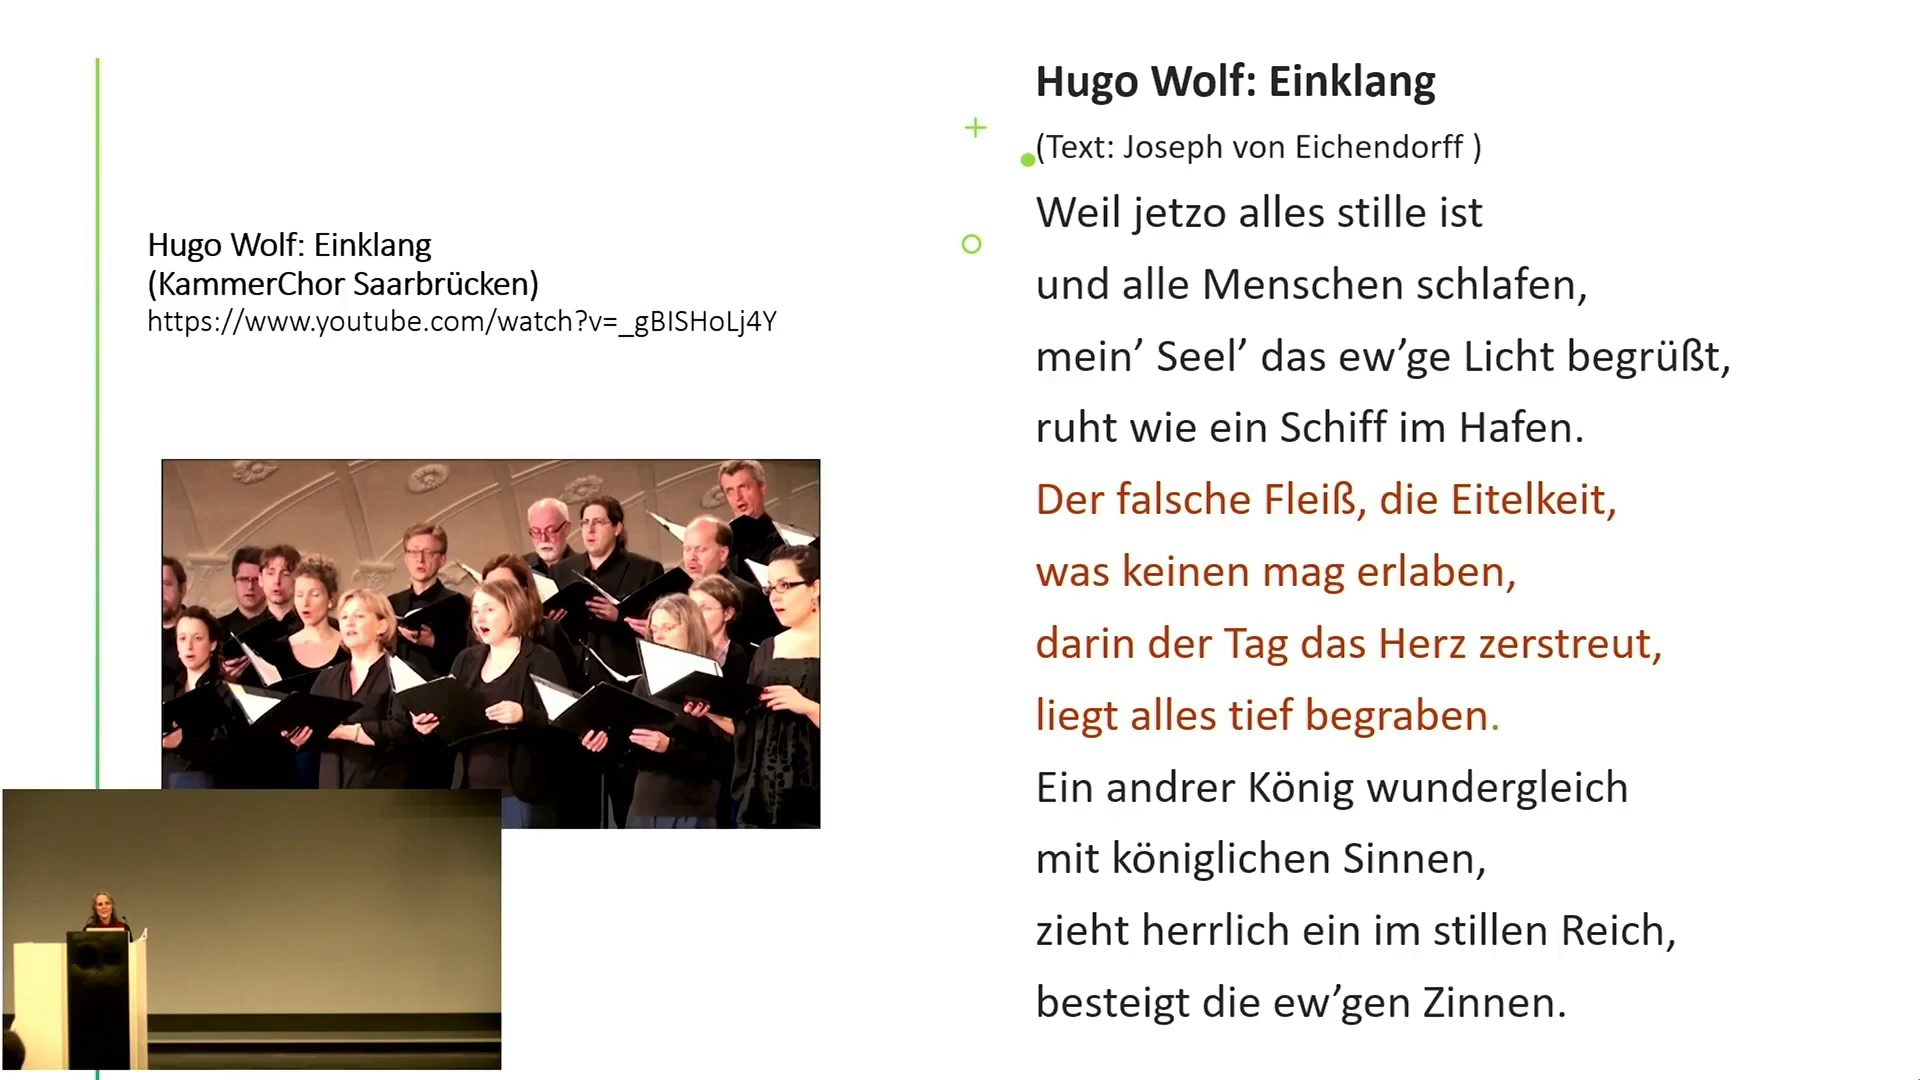 Hugo Wolf: Einklang
(KammerChor Saarbrücken)
https://www.youtube.com/watch?v=_gBISHoLj4Y
Hugo Wolf: Einklang
(Text: Joseph von Eichendorff )
Weil jetzo alles stille ist
und alle Menschen schlafen,
mein’ Seel’ das ew’ge Licht begrüßt,
ruht wie ein Schiff im Hafen.
Der falsche Fleiß, die Eitelkeit,
was keinen mag erlaben,
darin der Tag das Herz zerstreut,
liegt alles tief begraben.
Ein andrer König wundergleich
mit königlichen Sinnen,
zieht herrlich ein im stillen Reich,
besteigt die ew’gen Zinnen.